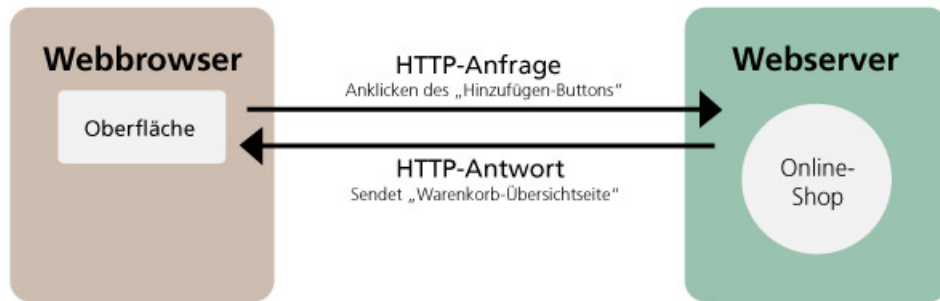 Webbrowser
Oberfläche
HTTP-Anfrage
Anklicken des „Hinzufügen-Buttons“
HTTP-Antwort
Sendet „Warenkorb-Übersichtseite“
Webserver
Online-
Shop